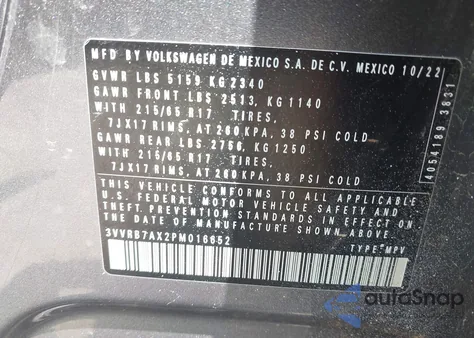 MFD BY VOLKSWAGEN DE MEXICO S.A. DE C.V. MEXICO 10/22
GVWR LBS 5159 KG 2340
GAWR FRONT LBS 2513, KG 1140
WITH 215/65 R17 TIRES,
7JX17 RIMS, AT 260 KPA, 38 PSI COLD
GAWR REAR LBS 2756, KG 1250
WITH 215/65 R17 TIRES,
7JX17 RIMS, AT 260 KPA, 38 PSI COLD
THIS VEHICLE CONFORMS TO ALL APPLICABLE
U.S. FEDERAL MOTOR VEHICLE SAFETY AND
THEFT PREVENTION STANDARDS IN EFFECT ON
THE DATE OF MANUFACTURE SHOWN ABOVE.
3VVRB7AX2PM016652
TYPE: MPV
4054189 3831
autoSnap